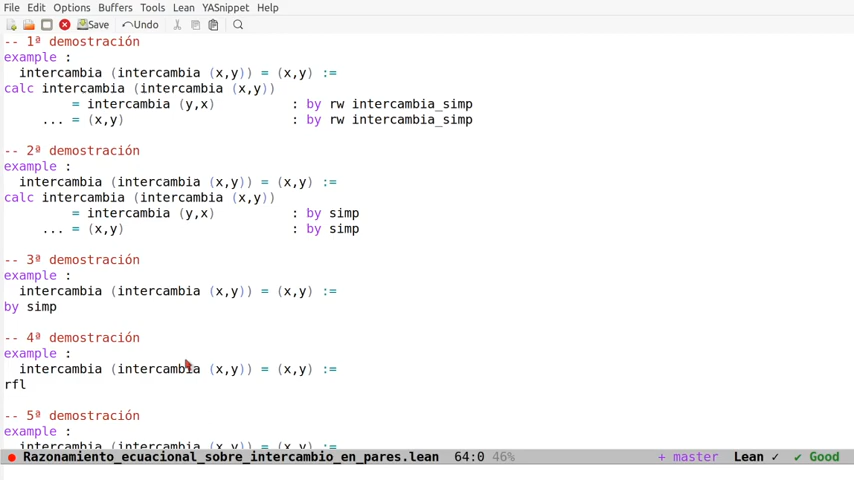 File Edit Options Buffers Tools Lean YASnippet Help
Save Undo
-- 1ª demostración
example :
  intercambia (intercambia (x,y)) = (x,y) :=
calc intercambia (intercambia (x,y))
         = intercambia (y,x)          : by rw intercambia_simp
     ... = (x,y)                      : by rw intercambia_simp
-- 2ª demostración
example :
  intercambia (intercambia (x,y)) = (x,y) :=
calc intercambia (intercambia (x,y))
         = intercambia (y,x)          : by simp
     ... = (x,y)                      : by simp
-- 3ª demostración
example :
  intercambia (intercambia (x,y)) = (x,y) :=
by simp
-- 4ª demostración
example :
  intercambia (intercambia (x,y)) = (x,y) :=
rfl
-- 5ª demostración
example :
  intercambia (intercambia (x,y)) = (x,y) :=
Razonamiento_ecuacional_sobre_intercambio_en_pares.lean 64:0 46% + master Lean ✓ ✔ Good